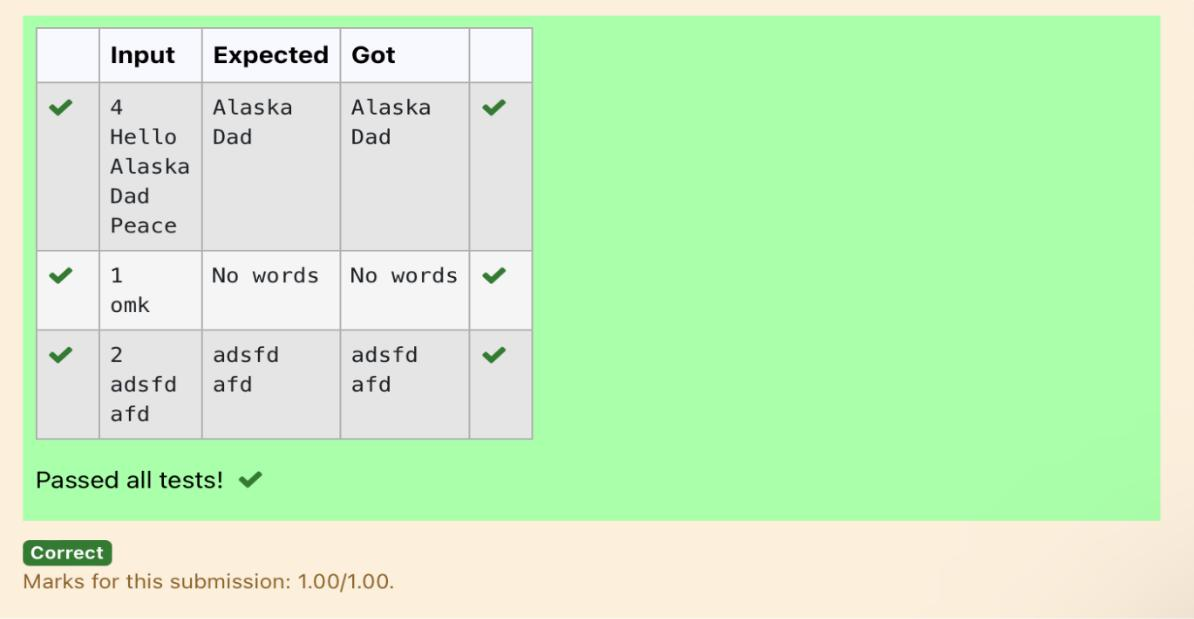 Input Expected Got
4 Alaska Alaska
Hello Dad Dad
Alaska
Dad
Peace
1 No words No words
omk
2 adsfd adsfd
adsfd afd afd
afd
Passed all tests!
Correct
Marks for this submission: 1.00/1.00.